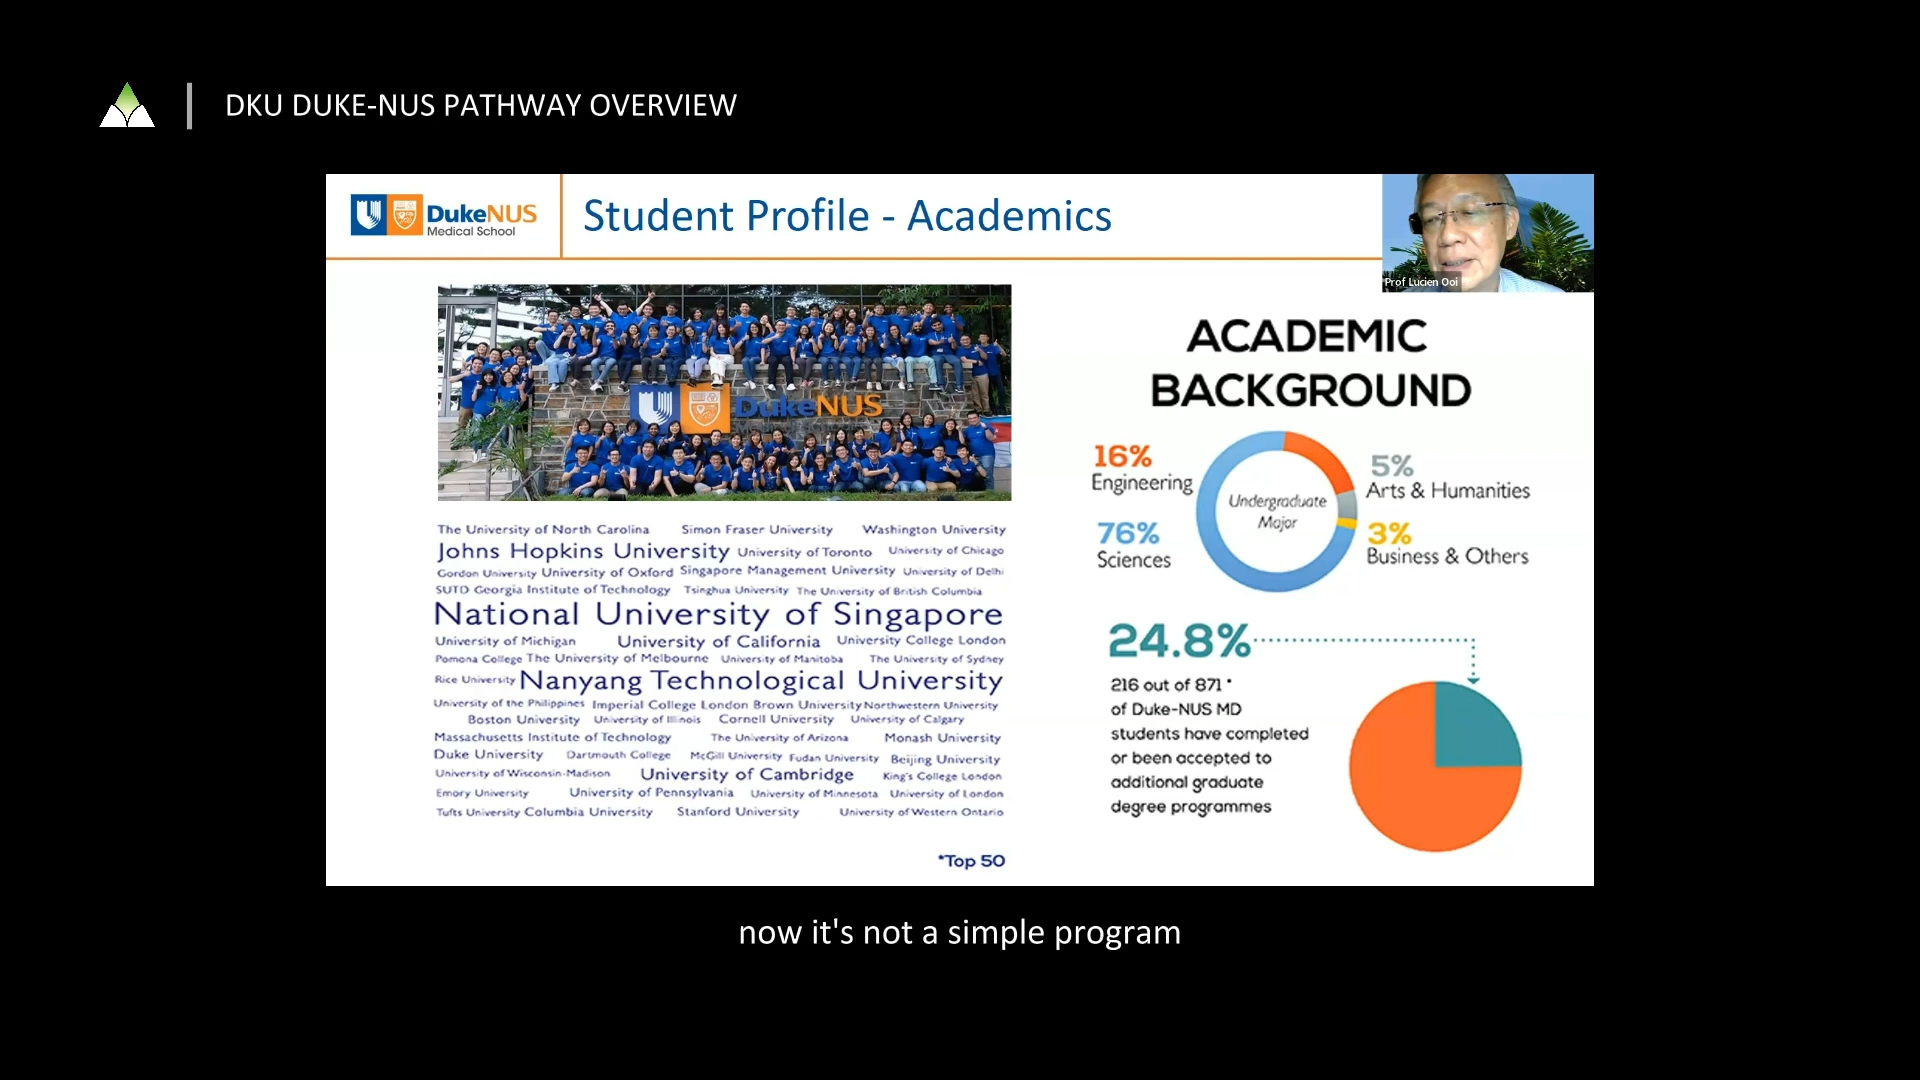 DKU DUKE-NUS PATHWAY OVERVIEW
DukeNUS
Medical School
Student Profile - Academics
Prof Lucien Ooi
DukeNUS
The University of North Carolina Simon Fraser University Washington University
Johns Hopkins University University of Toronto University of Chicago
Gordon University University of Oxford Singapore Management University University of Delhi
SUTD Georgia Institute of Technology Tsinghua University The University of British Columbia
National University of Singapore
University of Michigan University of California University College London
Pomona College The University of Melbourne University of Manitoba The University of Sydney
Rice University Nanyang Technological University
University of the Philippines Imperial College London Brown University Northwestern University
Boston University University of Illinois Cornell University University of Calgary
Massachusetts Institute of Technology The University of Arizona Monash University
Duke University Dartmouth College McGill University Fudan University Beijing University
University of Wisconsin-Madison University of Cambridge King's College London
Emory University University of Pennsylvania University of Minnesota University of London
Tufts University Columbia University Stanford University University of Western Ontario
*Top 50
ACADEMIC
BACKGROUND
16%
Engineering
76%
Sciences
Undergraduate
Major
5%
Arts & Humanities
3%
Business & Others
24.8%
216 out of 871 *
of Duke-NUS MD
students have completed
or been accepted to
additional graduate
degree programmes
now it's not a simple program